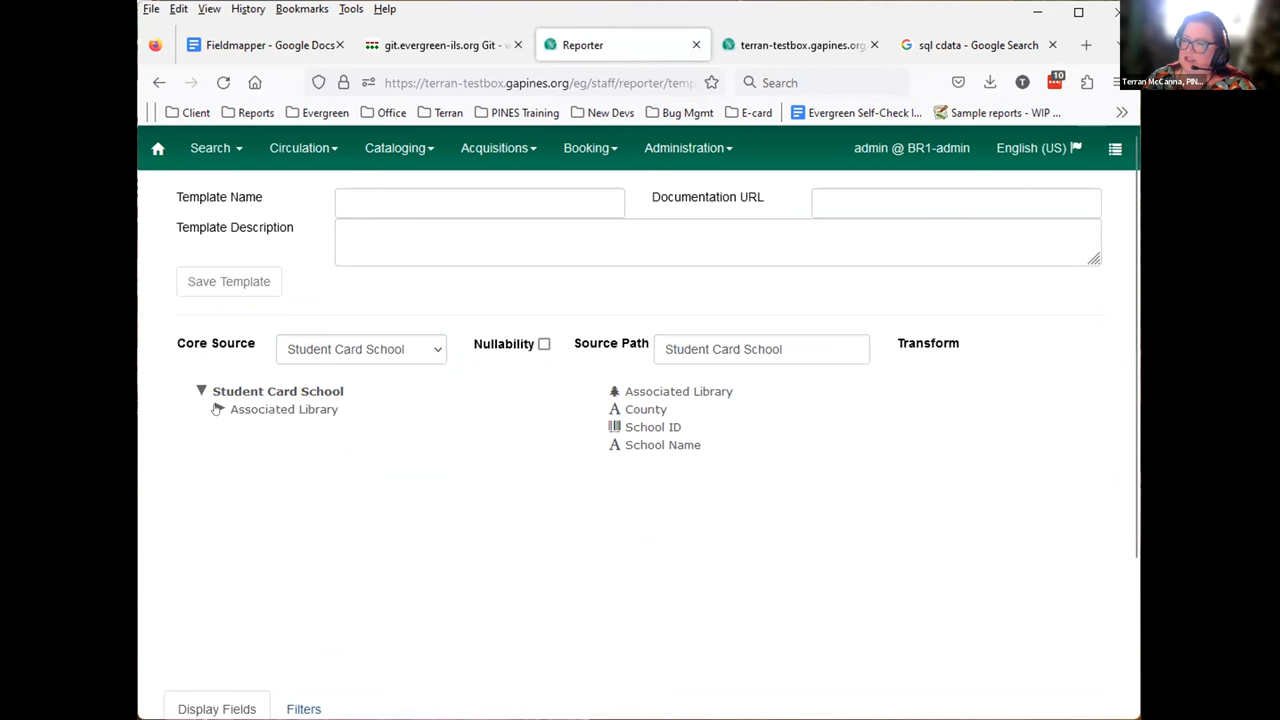 File Edit View History Bookmarks Tools Help
Fieldmapper - Google Docs
git.evergreen-ils.org Git -
Reporter
terran-testbox.gapines.org
sql cdata - Google Search
https://terran-testbox.gapines.org/eg/staff/reporter/temp
Search
T
10
Terran McCanna, PIN...
Client Reports Evergreen Office Terran PINES Training New Devs Bug Mgmt E-card Evergreen Self-Check I... Sample reports - WIP ...
Search Circulation Cataloging Acquisitions Booking Administration admin @ BR1-admin English (US)
Template Name Documentation URL
Template Description
Save Template
Core Source Student Card School Nullability Source Path Student Card School Transform
Student Card School
Associated Library
Associated Library
A County
School ID
A School Name
Display Fields Filters